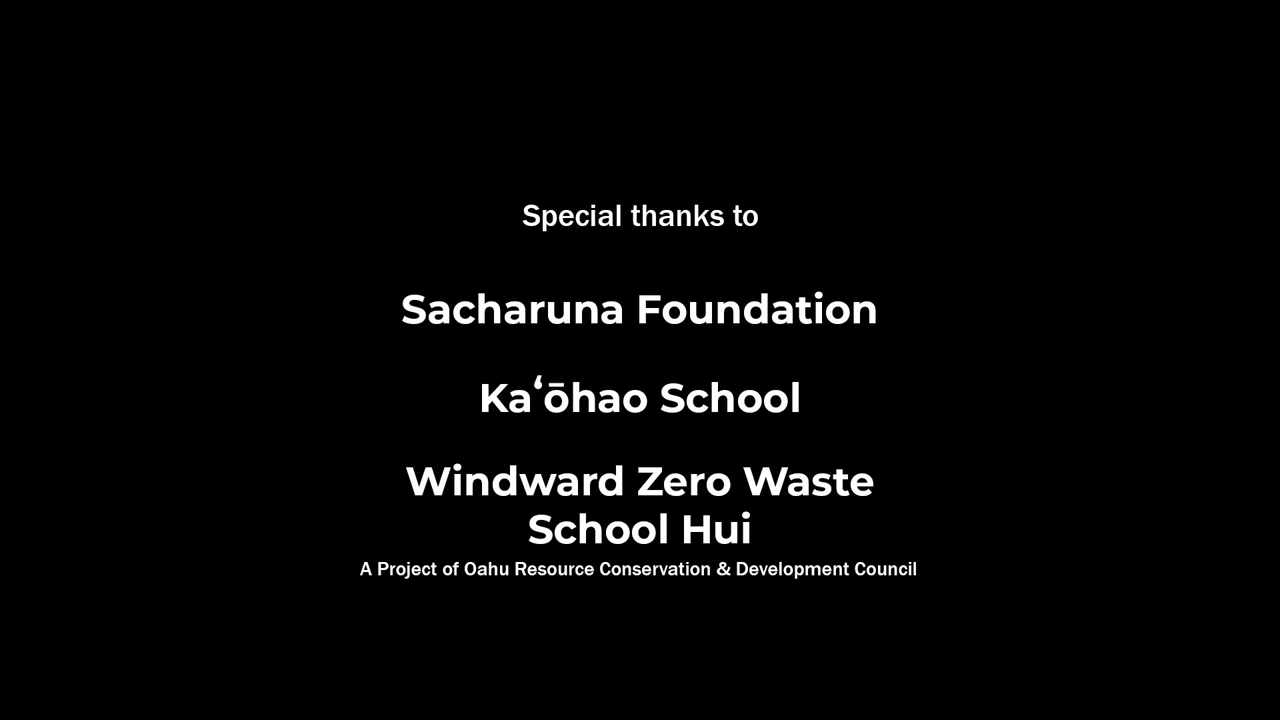 Special thanks to
Sacharuna Foundation
Kaʻōhao School
Windward Zero Waste
School Hui
A Project of Oahu Resource Conservation & Development Council